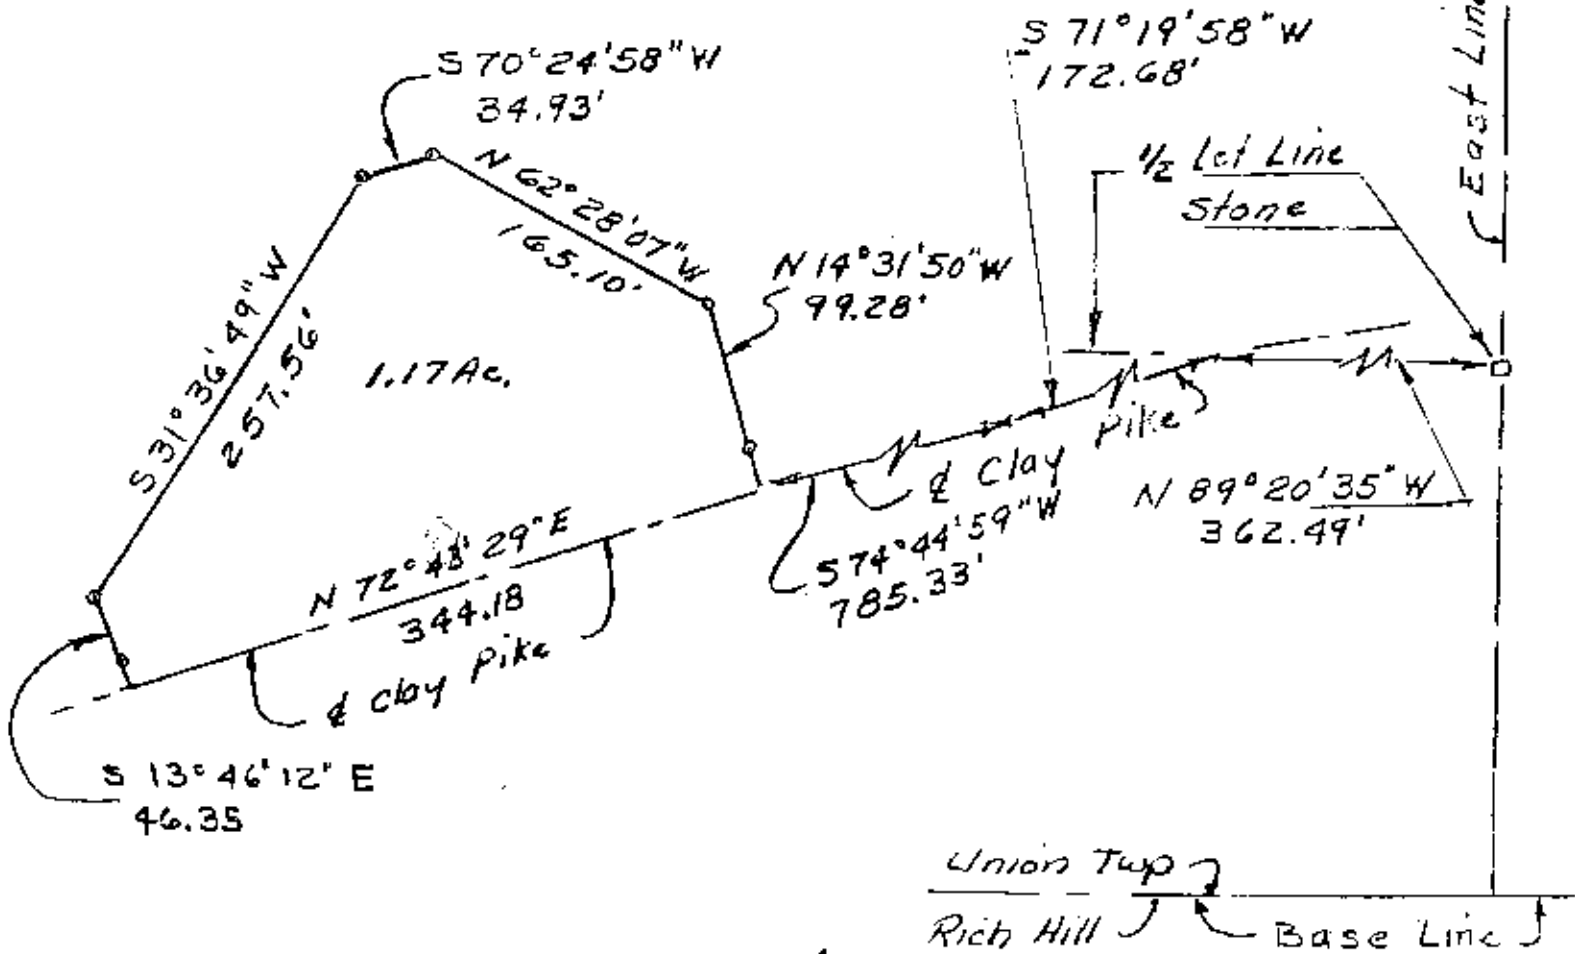 S 70° 24' 58" W
34.93'
S 71° 19' 58" W
172.68'
East Line
1/2 Lot Line
Stone
N 62° 28' 07" W
165.10'
N 14° 31' 50" W
99.28'
S 31° 36' 49" W
257.56'
1.17 Ac.
℄ Clay Pike
N 89° 20' 35" W
362.49'
S 74° 44' 59" W
785.33'
N 72° 43' 29" E
344.18
℄ Clay Pike
S 13° 46' 12" E
46.35
Union Twp
Rich Hill
Base Line